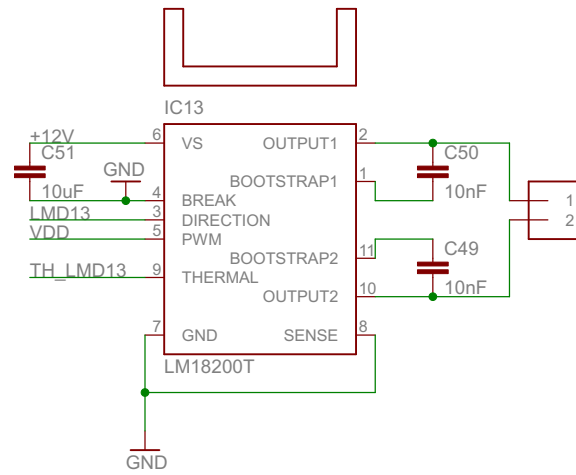 IC13
+12V 6 VS OUTPUT1 2
C51 C50
GND BOOTSTRAP1 1
10uF 4 BREAK 10nF
LMD13 3 DIRECTION 1
VDD 5 PWM 2
BOOTSTRAP2 11 C49
TH_LMD13 9 THERMAL
OUTPUT2 10 10nF
7 GND SENSE 8
LM18200T
GND